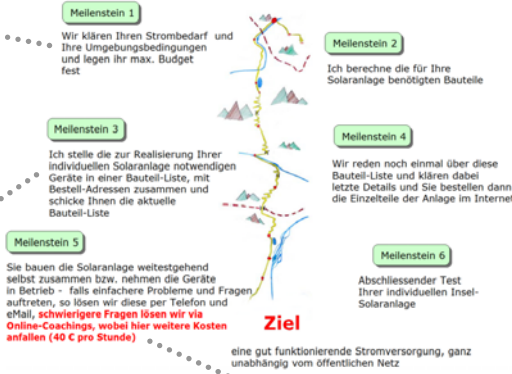 Meilenstein 1
Wir klären Ihren Strombedarf und
Ihre Umgebungsbedingungen
und legen ihr max. Budget
fest
Meilenstein 2
Ich berechne die für Ihre
Solaranlage benötigten Bauteile
Meilenstein 3
Ich stelle die zur Realisierung Ihrer
individuellen Solaranlage notwendigen
Geräte in einer Bauteil-Liste, mit
Bestell-Adressen zusammen und
schicke Ihnen die aktuelle
Bauteil-Liste
Meilenstein 4
Wir reden noch einmal über diese
Bauteil-Liste und klären dabei
letzte Details und Sie bestellen dann
die Einzelteile der Anlage im Internet
Meilenstein 5
Sie bauen die Solaranlage weitestgehend
selbst zusammen bzw. nehmen die Geräte
in Betrieb - falls einfachere Probleme und Fragen
auftreten, so lösen wir diese per Telefon und
eMail, schwierigere Fragen lösen wir via
Online-Coachings, wobei hier weitere Kosten
anfallen (40 € pro Stunde)
Meilenstein 6
Abschliessender Test
Ihrer individuellen Insel-
Solaranlage
Ziel
eine gut funktionierende Stromversorgung, ganz
unabhängig vom öffentlichen Netz